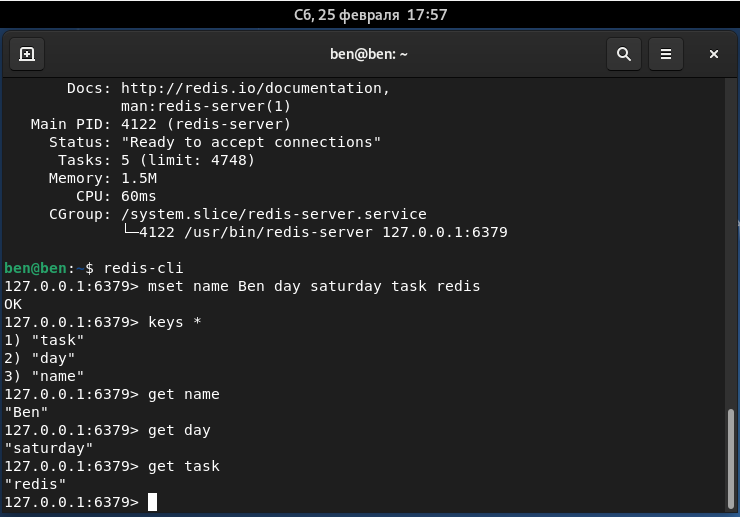 Сб, 25 февраля 17:57
ben@ben: ~
Docs: http://redis.io/documentation,
man:redis-server(1)
Main PID: 4122 (redis-server)
Status: "Ready to accept connections"
Tasks: 5 (limit: 4748)
Memory: 1.5M
CPU: 60ms
CGroup: /system.slice/redis-server.service
└─4122 /usr/bin/redis-server 127.0.0.1:6379
ben@ben:~$ redis-cli
127.0.0.1:6379> mset name Ben day saturday task redis
OK
127.0.0.1:6379> keys *
1) "task"
2) "day"
3) "name"
127.0.0.1:6379> get name
"Ben"
127.0.0.1:6379> get day
"saturday"
127.0.0.1:6379> get task
"redis"
127.0.0.1:6379>